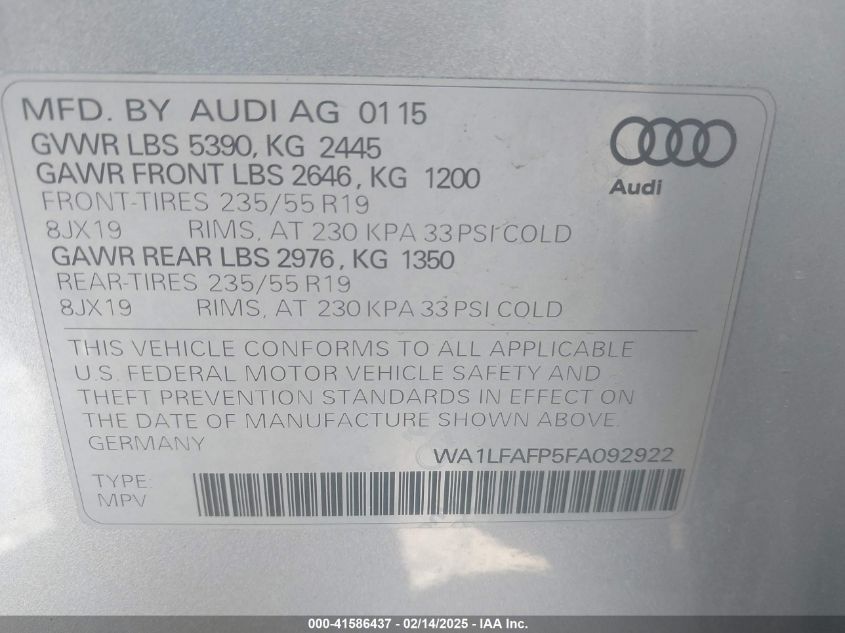 MFD. BY AUDI AG 01 15
GVWR LBS 5390, KG 2445
GAWR FRONT LBS 2646, KG 1200
FRONT-TIRES 235/55 R19
8JX19 RIMS, AT 230 KPA 33 PSI COLD
GAWR REAR LBS 2976, KG 1350
REAR-TIRES 235/55 R19
8JX19 RIMS, AT 230 KPA 33 PSI COLD
Audi
THIS VEHICLE CONFORMS TO ALL APPLICABLE
U.S. FEDERAL MOTOR VEHICLE SAFETY AND
THEFT PREVENTION STANDARDS IN EFFECT ON
THE DATE OF MANUFACTURE SHOWN ABOVE.
GERMANY
WA1LFAFP5FA092922
TYPE:
MPV
000-41586437 - 02/14/2025 - IAA Inc.